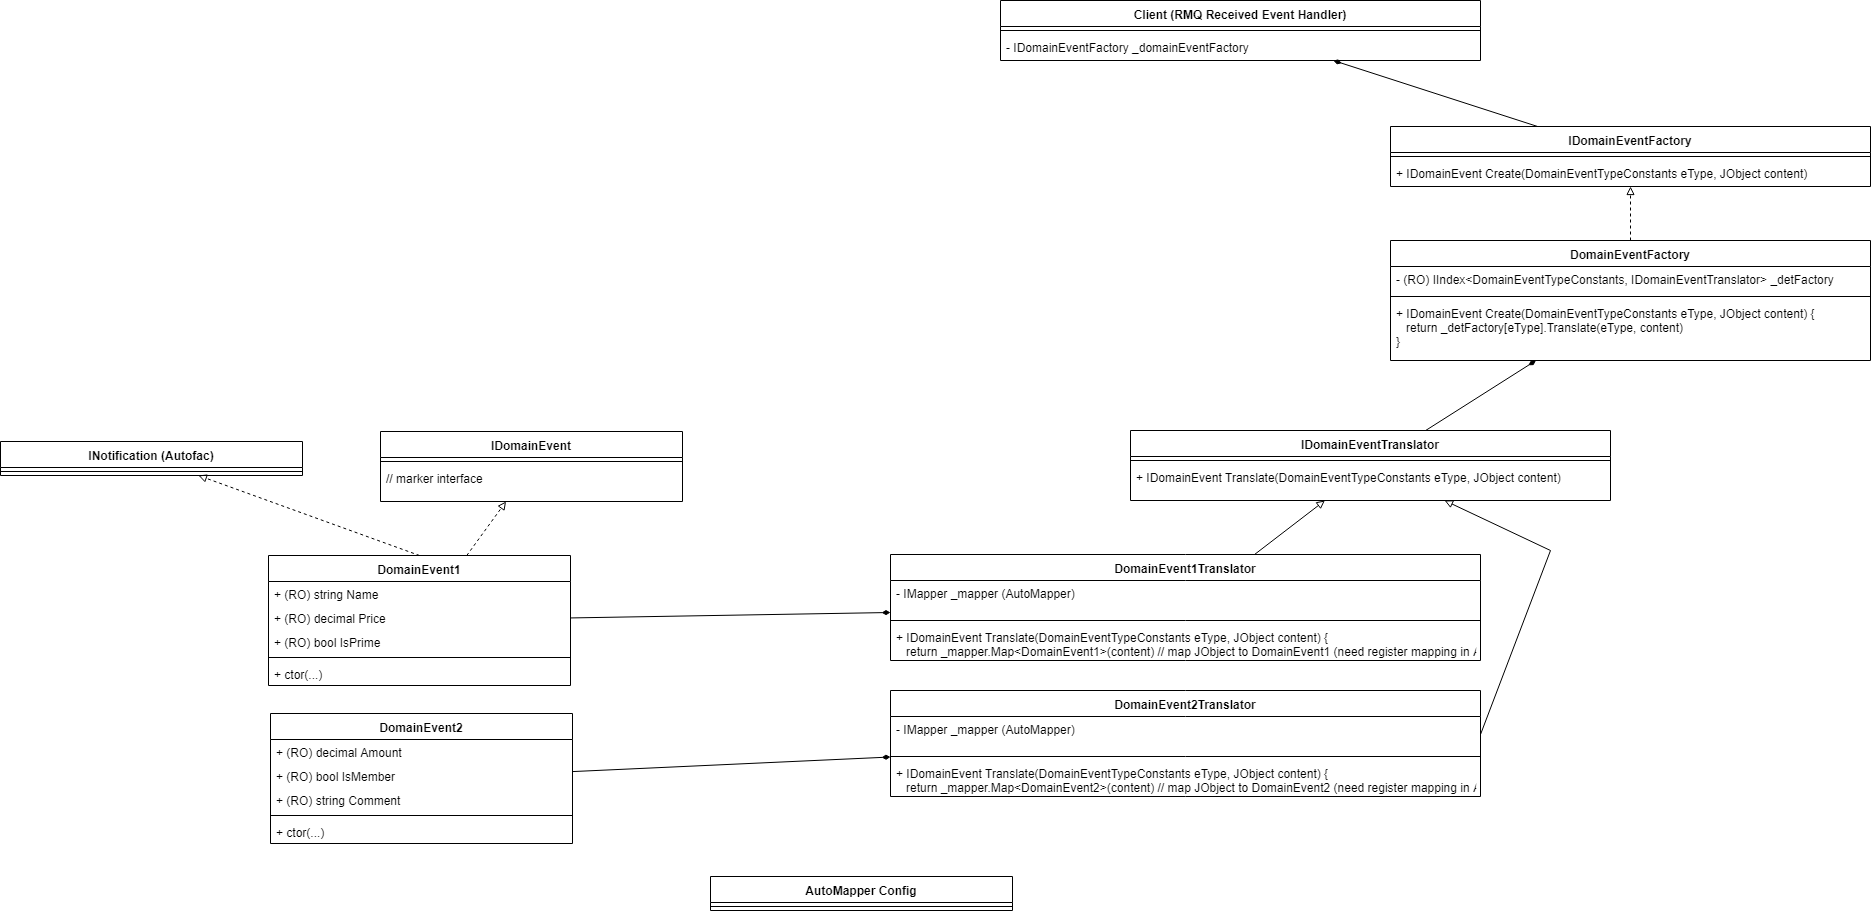 Client (RMQ Received Event Handler)
- IDomainEventFactory _domainEventFactory
IDomainEventFactory
+ IDomainEvent Create(DomainEventTypeConstants eType, JObject content)
DomainEventFactory
- (RO) IIndex<DomainEventTypeConstants, IDomainEventTranslator> _detFactory
+ IDomainEvent Create(DomainEventTypeConstants eType, JObject content) {
return _detFactory[eType].Translate(eType, content)
}
INotification (Autofac)
IDomainEvent
// marker interface
IDomainEventTranslator
+ IDomainEvent Translate(DomainEventTypeConstants eType, JObject content)
DomainEvent1
+ (RO) string Name
+ (RO) decimal Price
+ (RO) bool IsPrime
+ ctor(...)
DomainEvent1Translator
- IMapper _mapper (AutoMapper)
+ IDomainEvent Translate(DomainEventTypeConstants eType, JObject content) {
return _mapper.Map<DomainEvent1>(content) // map JObject to DomainEvent1 (need register mapping in
DomainEvent2
+ (RO) decimal Amount
+ (RO) bool IsMember
+ (RO) string Comment
+ ctor(...)
DomainEvent2Translator
- IMapper _mapper (AutoMapper)
+ IDomainEvent Translate(DomainEventTypeConstants eType, JObject content) {
return _mapper.Map<DomainEvent2>(content) // map JObject to DomainEvent2 (need register mapping in
AutoMapper Config